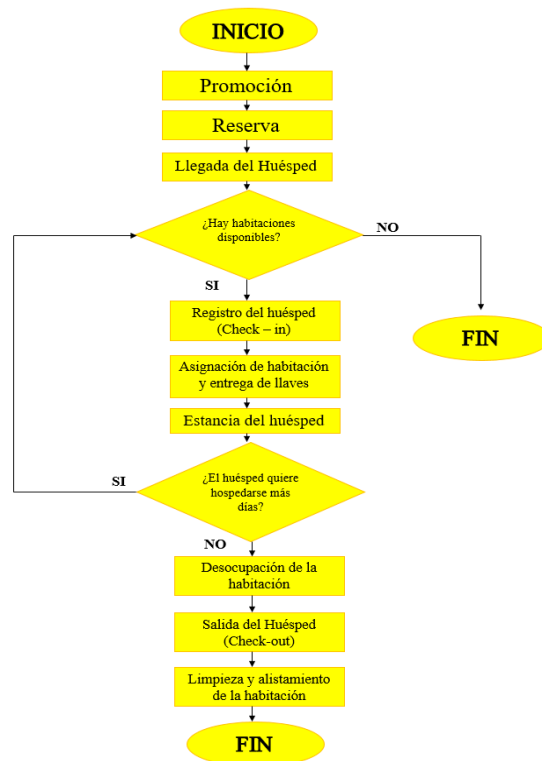 INICIO
Promoción
Reserva
Llegada del Huésped
¿Hay habitaciones
disponibles?
NO
SI
FIN
Registro del huésped
(Check – in)
Asignación de habitación
y entrega de llaves
Estancia del huésped
¿El huésped quiere
hospedarse más
días?
SI
NO
Desocupación de la
habitación
Salida del Huésped
(Check-out)
Limpieza y alistamiento
de la habitación
FIN